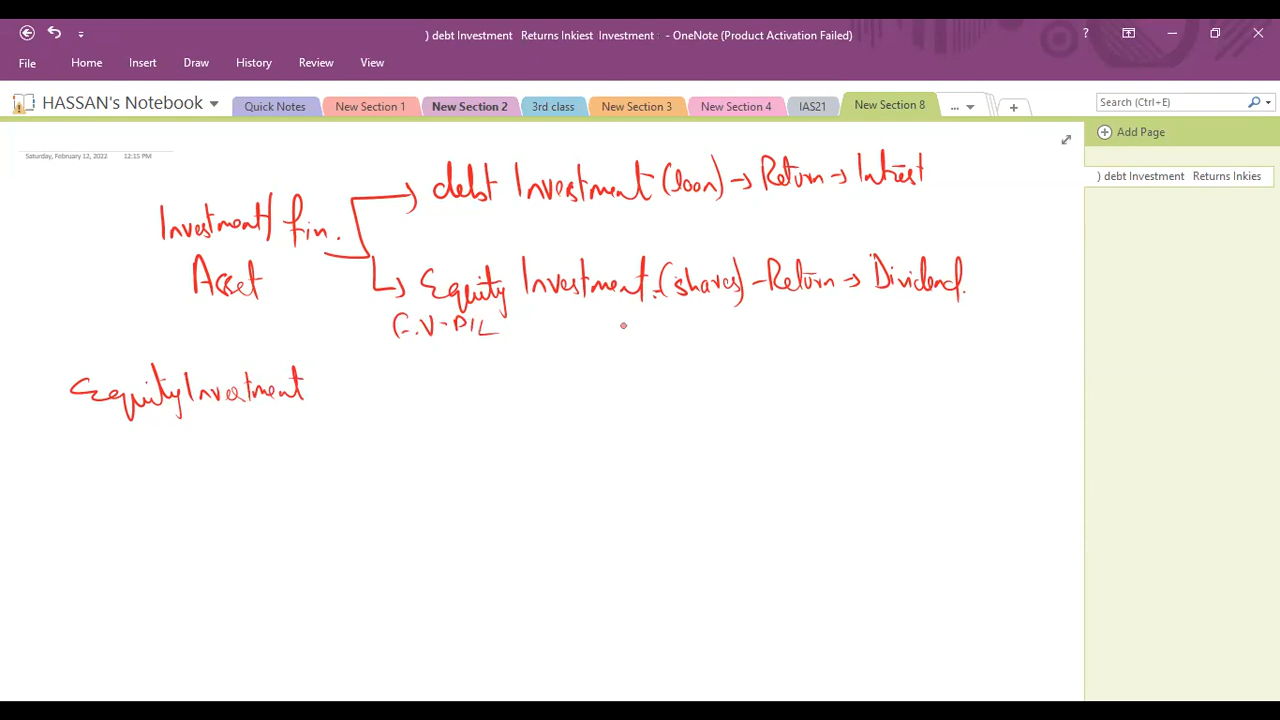 ) debt Investment   Returns Inkiest  Investment   - OneNote (Product Activation Failed)
?
File Home Insert Draw History Review View
HASSAN's Notebook
Quick Notes New Section 1 New Section 2 3rd class New Section 3 New Section 4 IAS21 New Section 8 ... +
Search (Ctrl+E)
Add Page
) debt Investment   Returns Inkies
Saturday, February 12, 2022 12:15 PM
debt Investment (loan) → Return → Intrest
Investment/ fin.
Asset
Equity Investment. (shares) - Return → Dividend.
F.V - P/L
Equity Investment